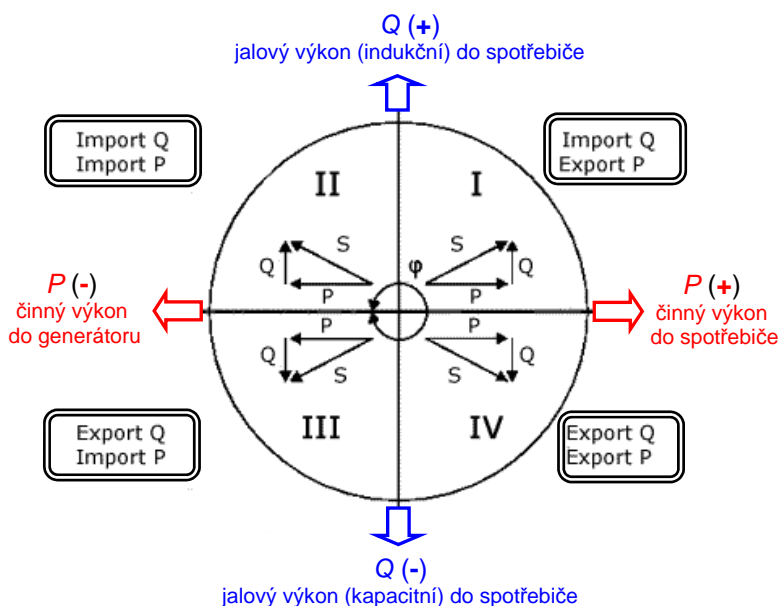 Q (+)
jalový výkon (indukční) do spotřebiče
Import Q
Import P
Import Q
Export P
II
I
S
S
Q
φ
Q
P
P
P (-)
činný výkon
do generátoru
P (+)
činný výkon
do spotřebiče
P
P
Q
Q
S
S
III
IV
Export Q
Import P
Export Q
Export P
Q (-)
jalový výkon (kapacitní) do spotřebiče